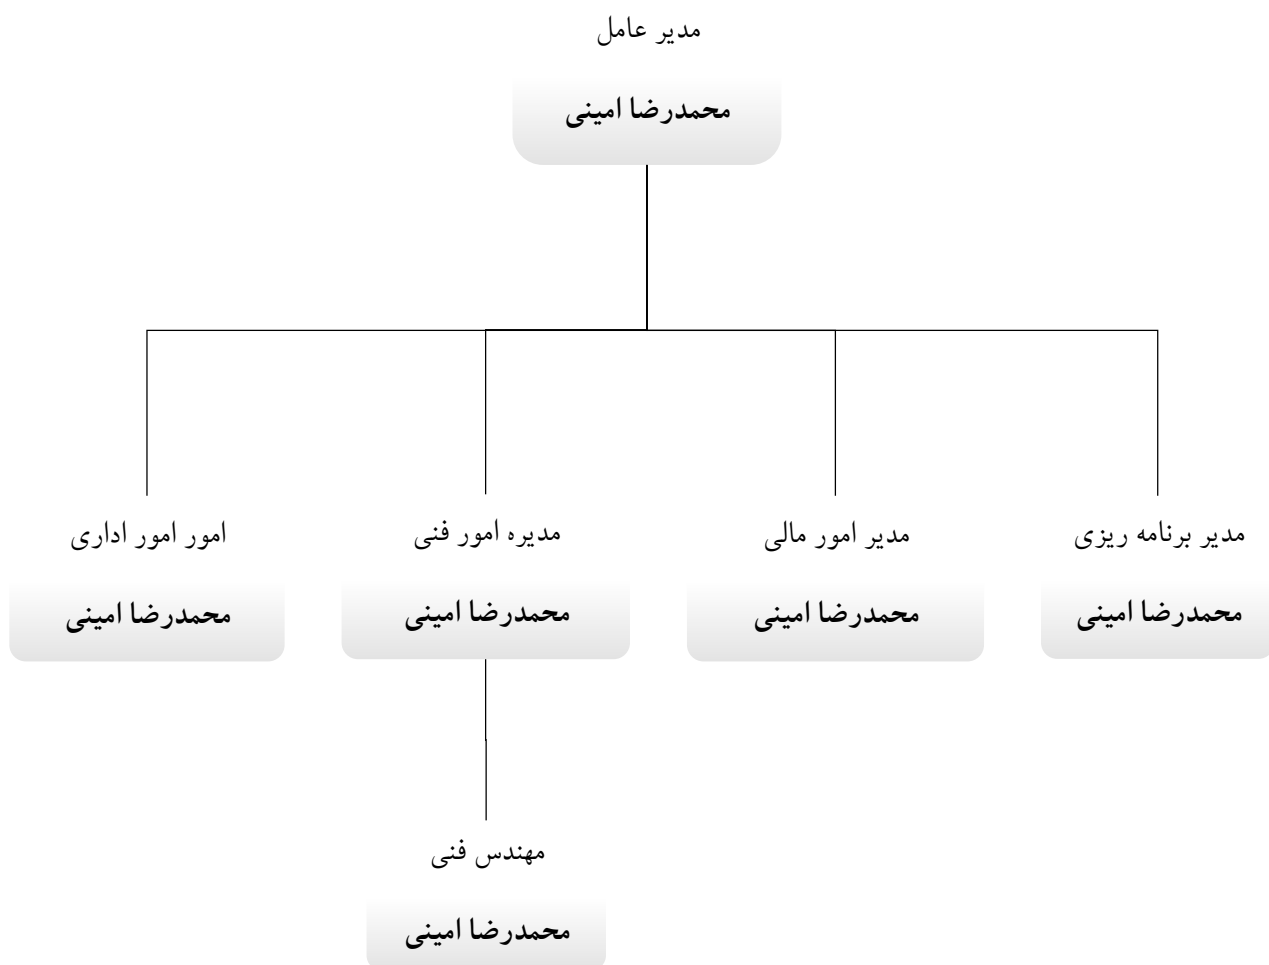 مدیر عامل
محمدرضا امینی
مدیر برنامه ریزی
محمدرضا امینی
مدیر امور مالی
محمدرضا امینی
مدیره امور فنی
محمدرضا امینی
امور امور اداری
محمدرضا امینی
مهندس فنی
محمدرضا امینی